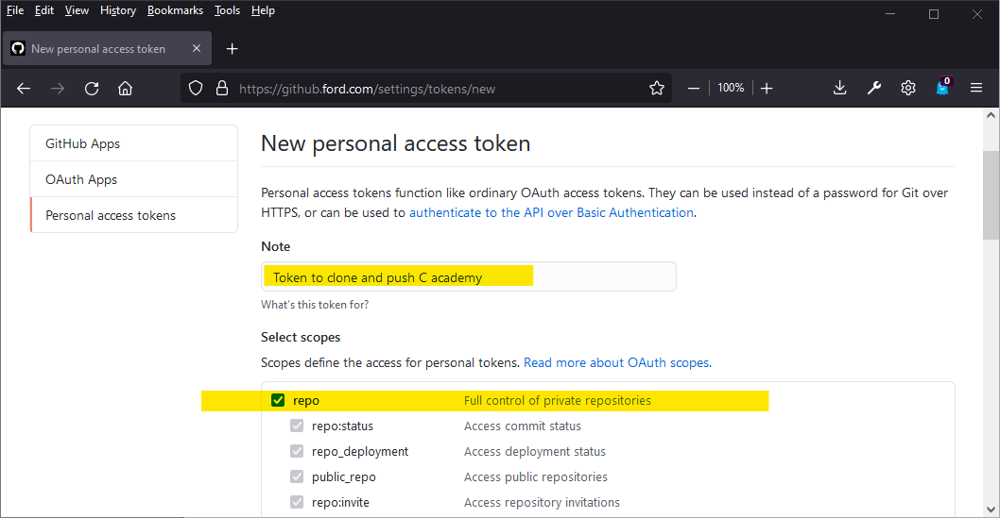 File Edit View History Bookmarks Tools Help
New personal access token
https://github.ford.com/settings/tokens/new
100%
0
GitHub Apps
OAuth Apps
Personal access tokens
New personal access token
Personal access tokens function like ordinary OAuth access tokens. They can be used instead of a password for Git over
HTTPS, or can be used to authenticate to the API over Basic Authentication.
Note
Token to clone and push C academy
What's this token for?
Select scopes
Scopes define the access for personal tokens. Read more about OAuth scopes.
repo Full control of private repositories
repo:status Access commit status
repo_deployment Access deployment status
public_repo Access public repositories
repo:invite Access repository invitations